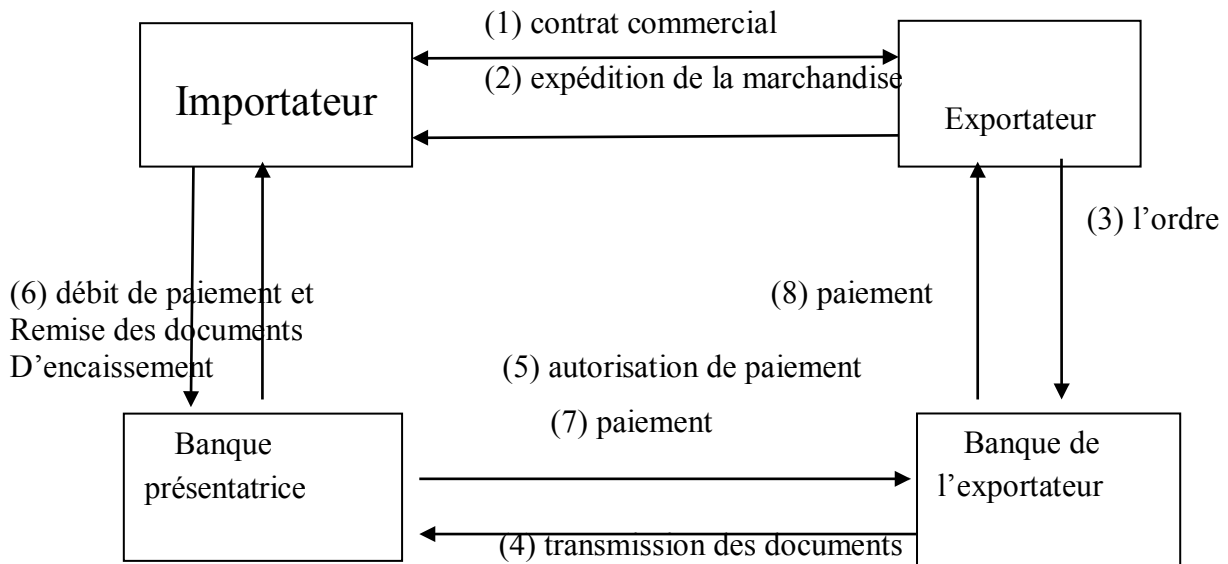 (1) contrat commercial
(2) expédition de la marchandise
Importateur
Exportateur
(3) l’ordre
(6) débit de paiement et
Remise des documents
D’encaissement
(8) paiement
(5) autorisation de paiement
(7) paiement
Banque
présentatrice
Banque de
l’exportateur
(4) transmission des documents